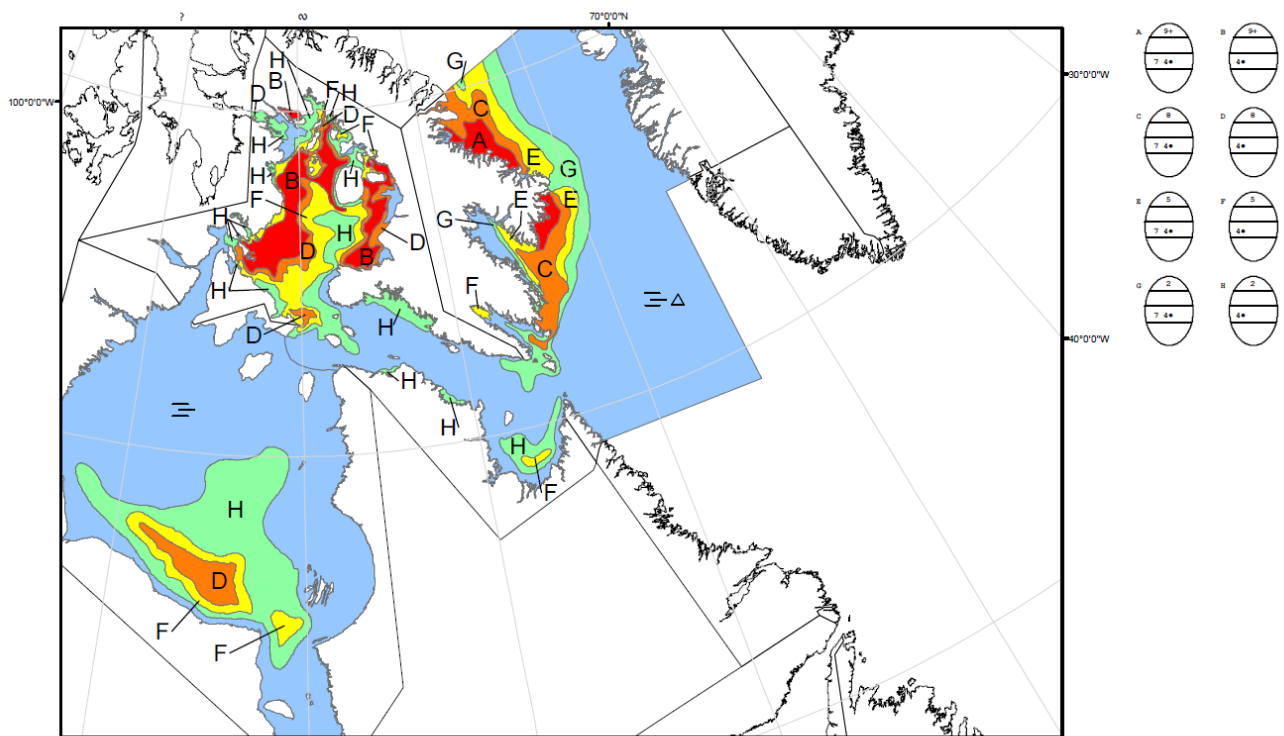 ?
70°0'0"W
A 9+ B 9+
H G 7 4• 4•
30°0'0"W
B
F H
100°0'0"W D C
D C 8 D 8
F
H A 7 4• 4•
E
G
H H
B E E E 5 F 5
F
H G 7 4• 4•
H D D
B C
G 2 H 2
H F
7 4• 4•
H
D
40°0'0"W
H
H
H
F
H
D
F
F